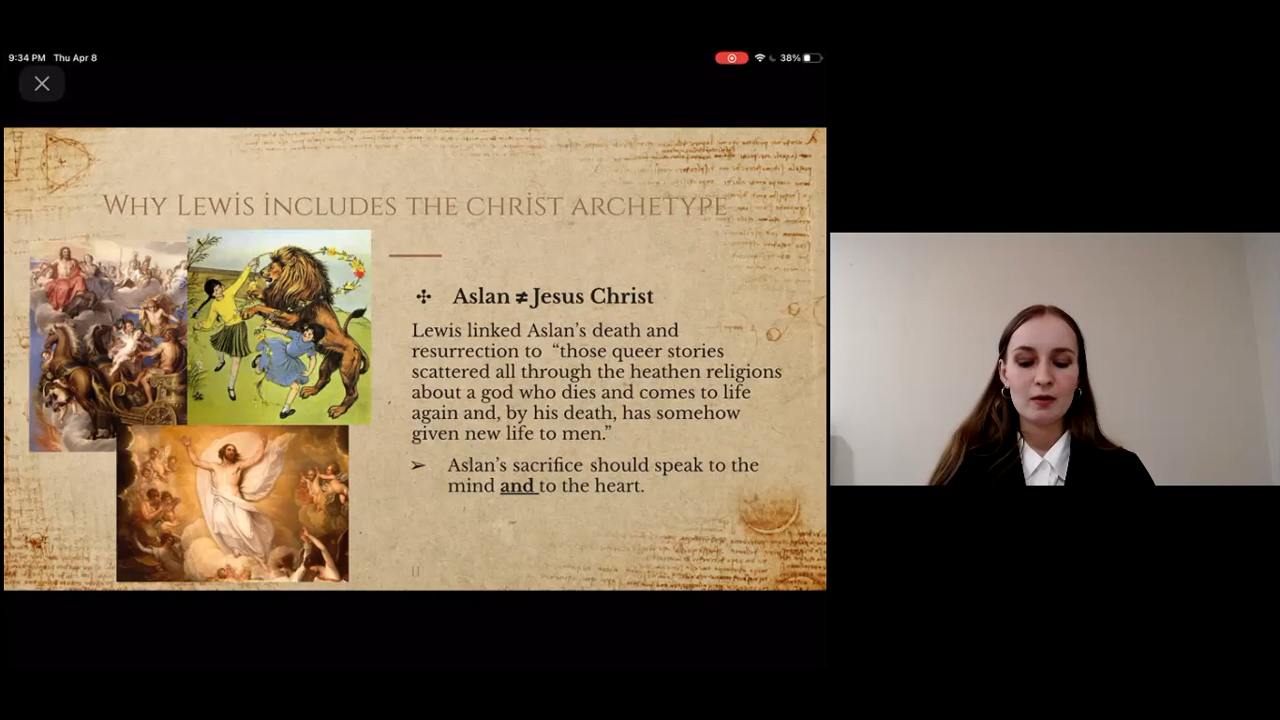 9:34 PM Thu Apr 8
38%
WHY LEWIS INCLUDES THE CHRIST ARCHETYPE
✣ Aslan ≠ Jesus Christ
Lewis linked Aslan’s death and
resurrection to “those queer stories
scattered all through the heathen religions
about a god who dies and comes to life
again and, by his death, has somehow
given new life to men.”
➢ Aslan’s sacrifice should speak to the
mind and to the heart.
11